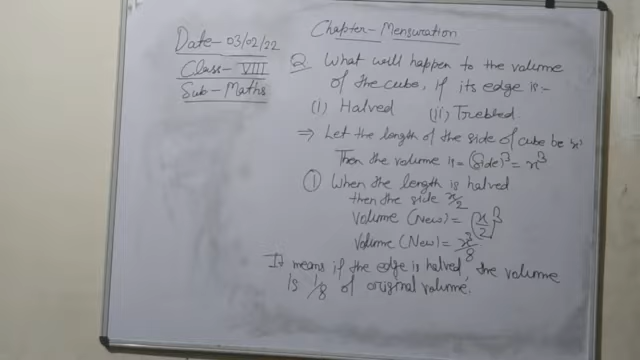 Chapter - Mensuration
Date - 03/02/22
Class - VIII
Sub - Maths
Q What will happen to the volume
of the cube, if its edge is :-
(i) Halved (ii) Trebled.
⇒ Let the length of the side of cube be 'x'
Then the volume is = (Side)³ = x³
① When the length is halved
then the side x/2
Volume (New) = [x/2]³
Volume (New) = x³/8
It means if the edge is halved, the volume
is 1/8 of original volume.